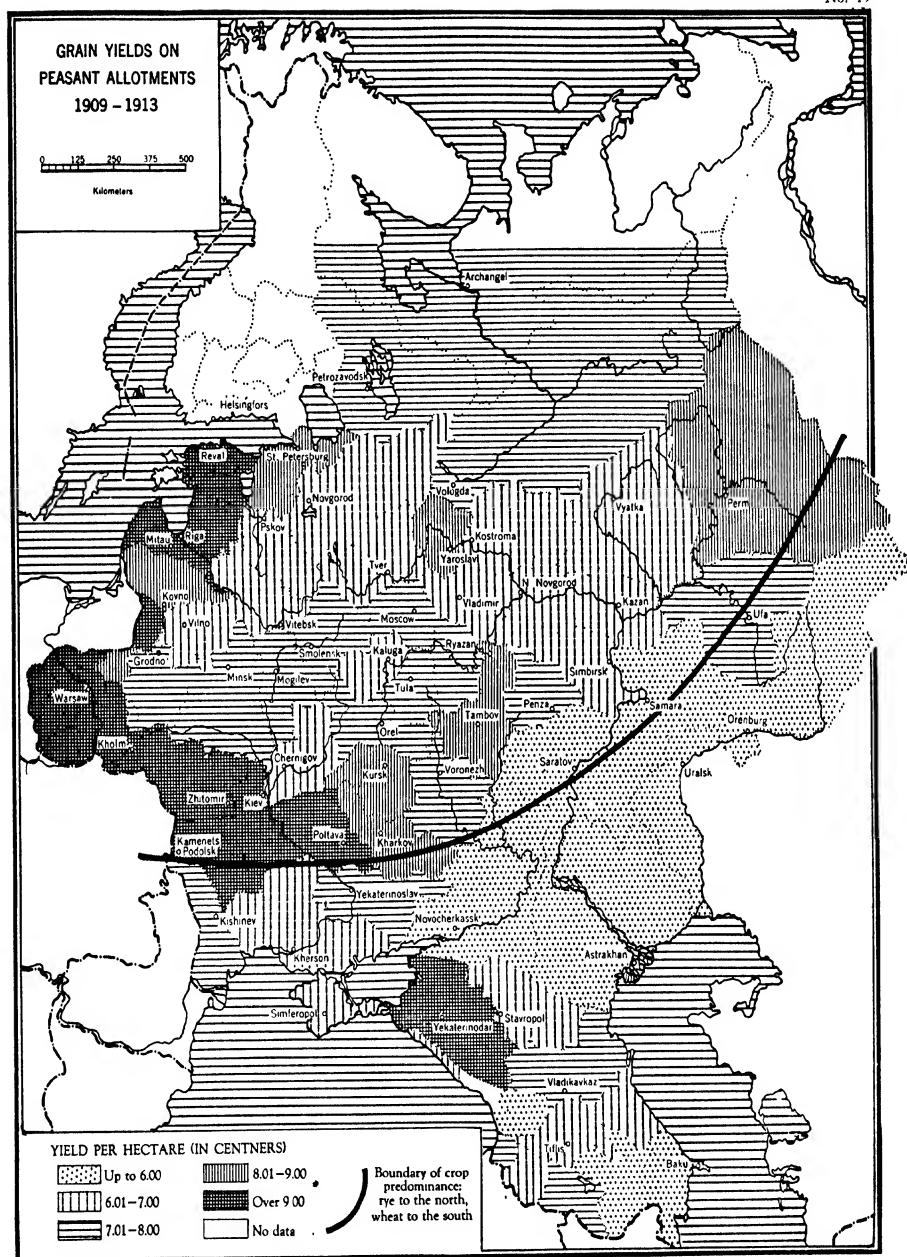 GRAIN YIELDS ON
PEASANT ALLOTMENTS
1909 – 1913
0 125 250 375 500
Kilometers
Archangel
Petrozavodsk
Helsingfors
Reval
St. Petersburg
Novgorod
Vologda
Pskov
Vyatka
Perm
Mitau
Riga
Kostroma
Yaroslavl
Tver
N. Novgorod
Kovno
Vladimir
Kazan
Vilno
Vitebsk
Moscow
Ufa
Smolensk
Kaluga
Ryazan
Grodno
Minsk
Mogilev
Tula
Simbirsk
Warsaw
Penza
Samara
Tambov
Orenburg
Kholm
Orel
Chernigov
Voronezh
Saratov
Kursk
Uralsk
Zhitomir
Kiev
Poltava
Kharkov
Kamenets
Podolsk
Yekaterinoslav
Kishinev
Novocherkassk
Kherson
Astrakhan
Simferopol
Yekaterinodar
Stavropol
Vladikavkaz
Tiflis
Baku
YIELD PER HECTARE (IN CENTNERS)
Up to 6.00
6.01–7.00
7.01–8.00
8.01–9.00
Over 9 00
No data
Boundary of crop
predominance:
rye to the north,
wheat to the south